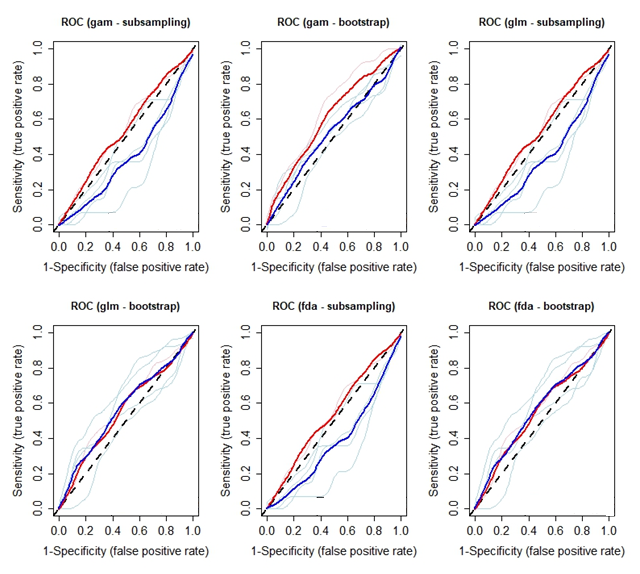 ROC (gam - subsampling)
ROC (gam - bootstrap)
ROC (glm - subsampling)
Sensitivity (true positive rate)
0.0 0.2 0.4 0.6 0.8 1.0
0.0 0.2 0.4 0.6 0.8 1.0
1-Specificity (false positive rate)
Sensitivity (true positive rate)
0.0 0.2 0.4 0.6 0.8 1.0
0.0 0.2 0.4 0.6 0.8 1.0
1-Specificity (false positive rate)
Sensitivity (true positive rate)
0.0 0.2 0.4 0.6 0.8 1.0
0.0 0.2 0.4 0.6 0.8 1.0
1-Specificity (false positive rate)
ROC (glm - bootstrap)
ROC (fda - subsampling)
ROC (fda - bootstrap)
Sensitivity (true positive rate)
0.0 0.2 0.4 0.6 0.8 1.0
0.0 0.2 0.4 0.6 0.8 1.0
1-Specificity (false positive rate)
Sensitivity (true positive rate)
0.0 0.2 0.4 0.6 0.8 1.0
0.0 0.2 0.4 0.6 0.8 1.0
1-Specificity (false positive rate)
Sensitivity (true positive rate)
0.0 0.2 0.4 0.6 0.8 1.0
0.0 0.2 0.4 0.6 0.8 1.0
1-Specificity (false positive rate)